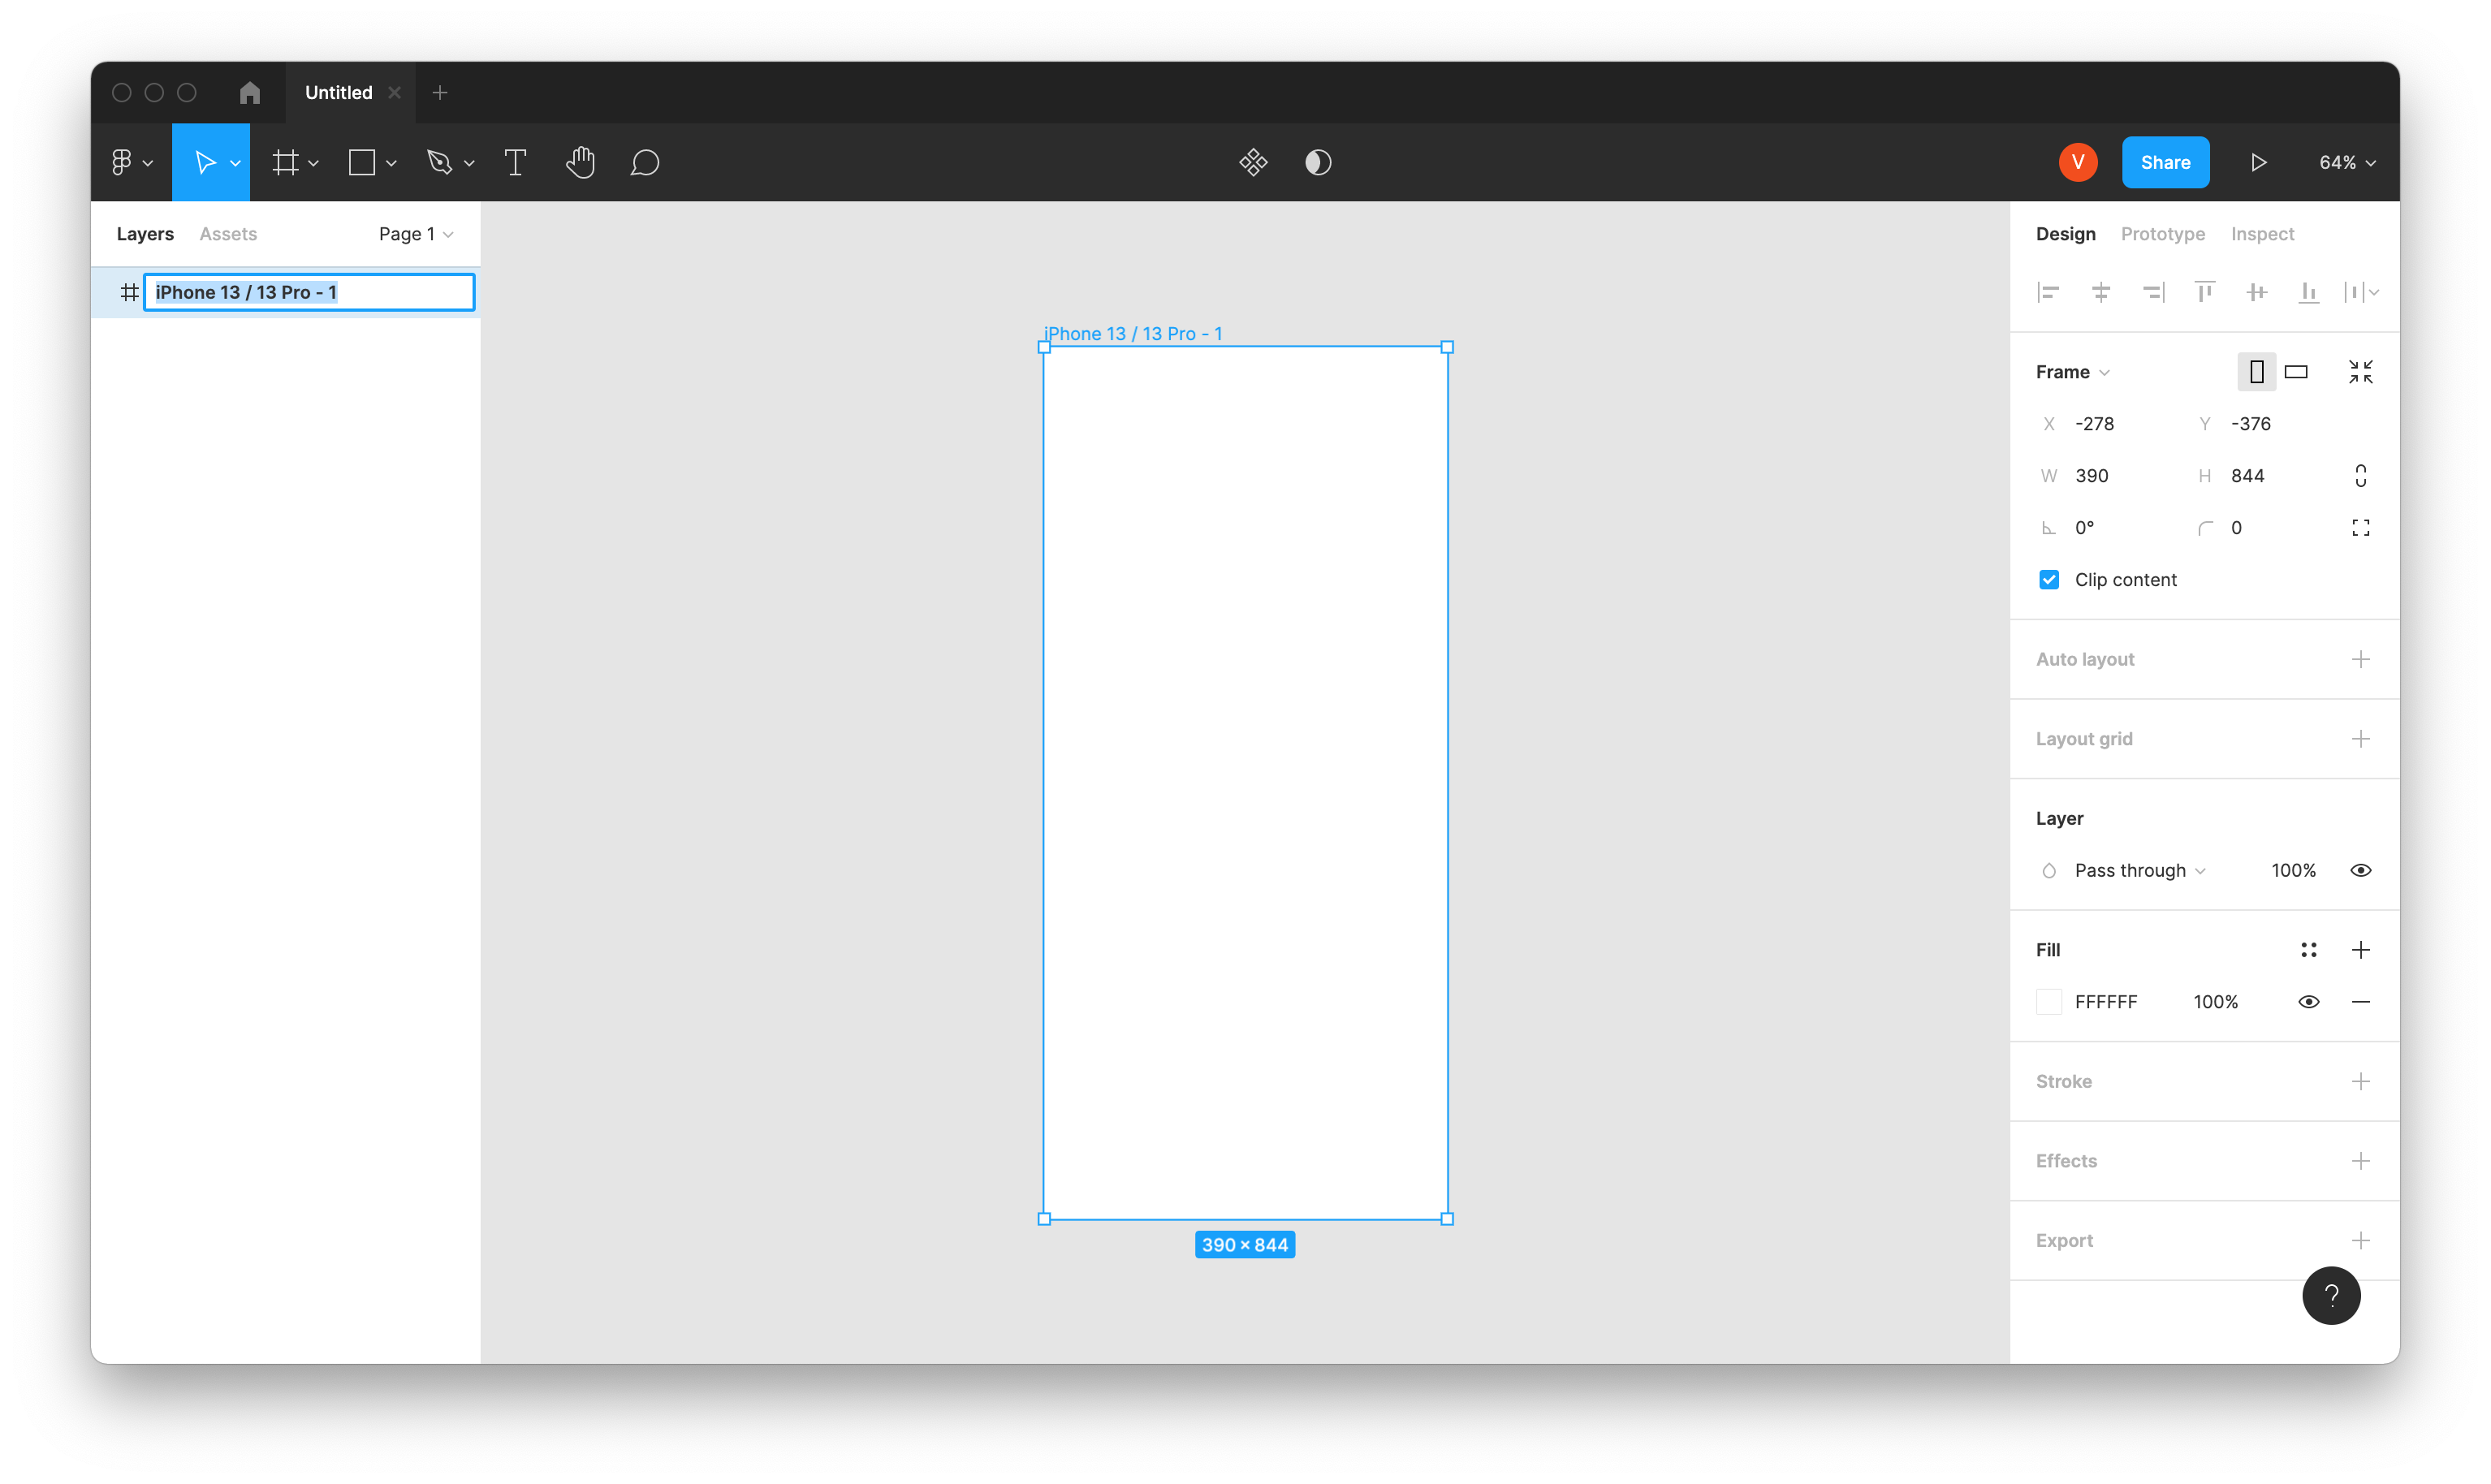 Untitled
V
Share
64%
Layers
Assets
Page 1
iPhone 13 / 13 Pro - 1
iPhone 13 / 13 Pro - 1
390 × 844
Design
Prototype
Inspect
Frame
X -278
Y -376
W 390
H 844
0°
0
Clip content
Auto layout
Layout grid
Layer
Pass through
100%
Fill
FFFFFF
100%
Stroke
Effects
Export
?